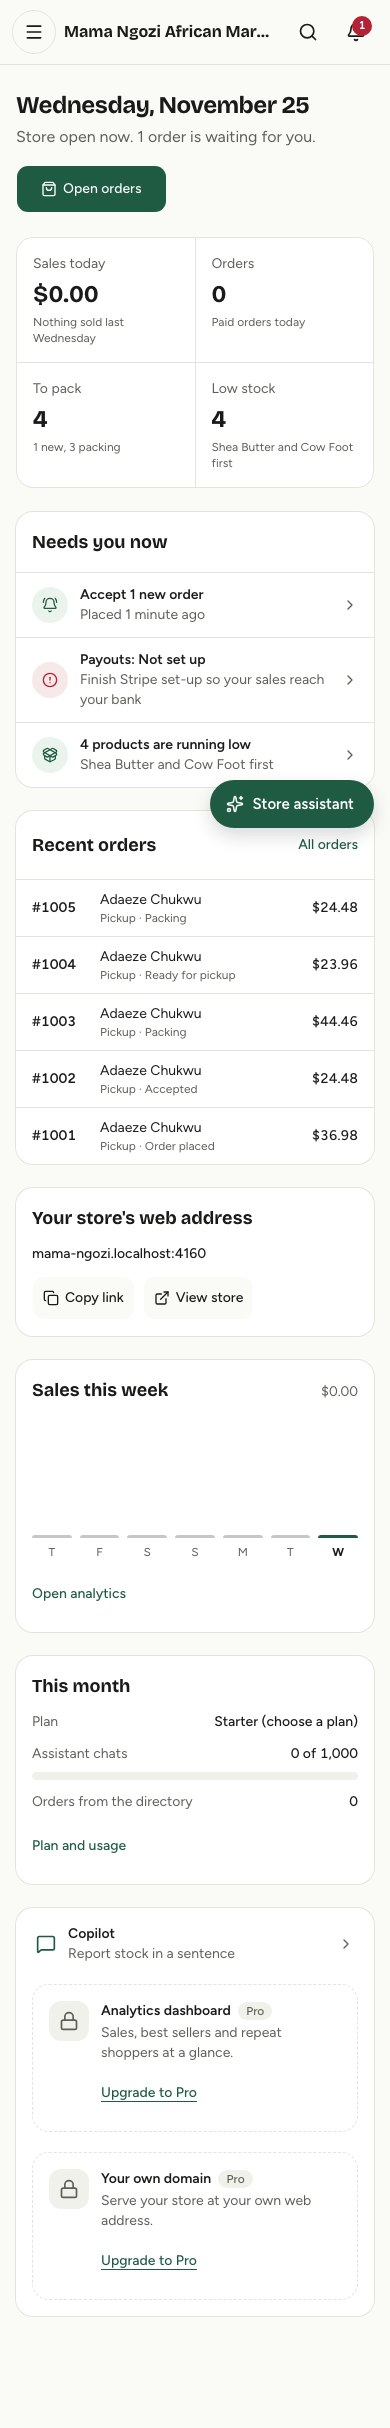 Mama Ngozi African Mar...
1
Wednesday, November 25
Store open now. 1 order is waiting for you.
Open orders
Sales today
$0.00
Nothing sold last
Wednesday
Orders
0
Paid orders today
To pack
4
1 new, 3 packing
Low stock
4
Shea Butter and Cow Foot
first
Needs you now
Accept 1 new order
Placed 1 minute ago
Payouts: Not set up
Finish Stripe set-up so your sales reach
your bank
4 products are running low
Shea Butter and Cow Foot first
Store assistant
Recent orders
All orders
#1005
Adaeze Chukwu
Pickup · Packing
$24.48
#1004
Adaeze Chukwu
Pickup · Ready for pickup
$23.96
#1003
Adaeze Chukwu
Pickup · Packing
$44.46
#1002
Adaeze Chukwu
Pickup · Accepted
$24.48
#1001
Adaeze Chukwu
Pickup · Order placed
$36.98
Your store's web address
mama-ngozi.localhost:4160
Copy link
View store
Sales this week
$0.00
T F S S M T W
Open analytics
This month
Plan
Starter (choose a plan)
Assistant chats
0 of 1,000
Orders from the directory
0
Plan and usage
Copilot
Report stock in a sentence
Analytics dashboard Pro
Sales, best sellers and repeat
shoppers at a glance.
Upgrade to Pro
Your own domain Pro
Serve your store at your own web
address.
Upgrade to Pro